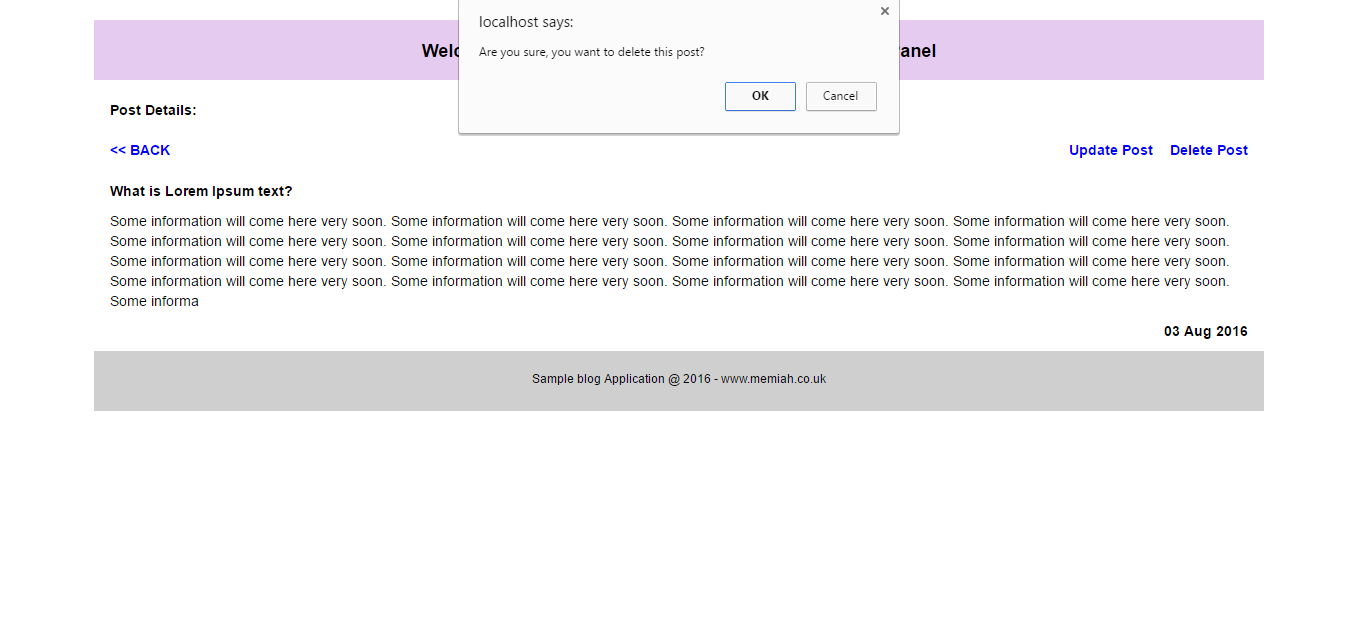 localhost says:
Are you sure, you want to delete this post?
OK Cancel
Post Details:
<< BACK Update Post Delete Post
What is Lorem Ipsum text?
Some information will come here very soon. Some information will come here very soon. Some information will come here very soon. Some information will come here very soon.
Some information will come here very soon. Some information will come here very soon. Some information will come here very soon. Some information will come here very soon.
Some information will come here very soon. Some information will come here very soon. Some information will come here very soon. Some information will come here very soon.
Some information will come here very soon. Some information will come here very soon. Some information will come here very soon. Some information will come here very soon.
Some informa
03 Aug 2016
Sample blog Application @ 2016 - www.memiah.co.uk